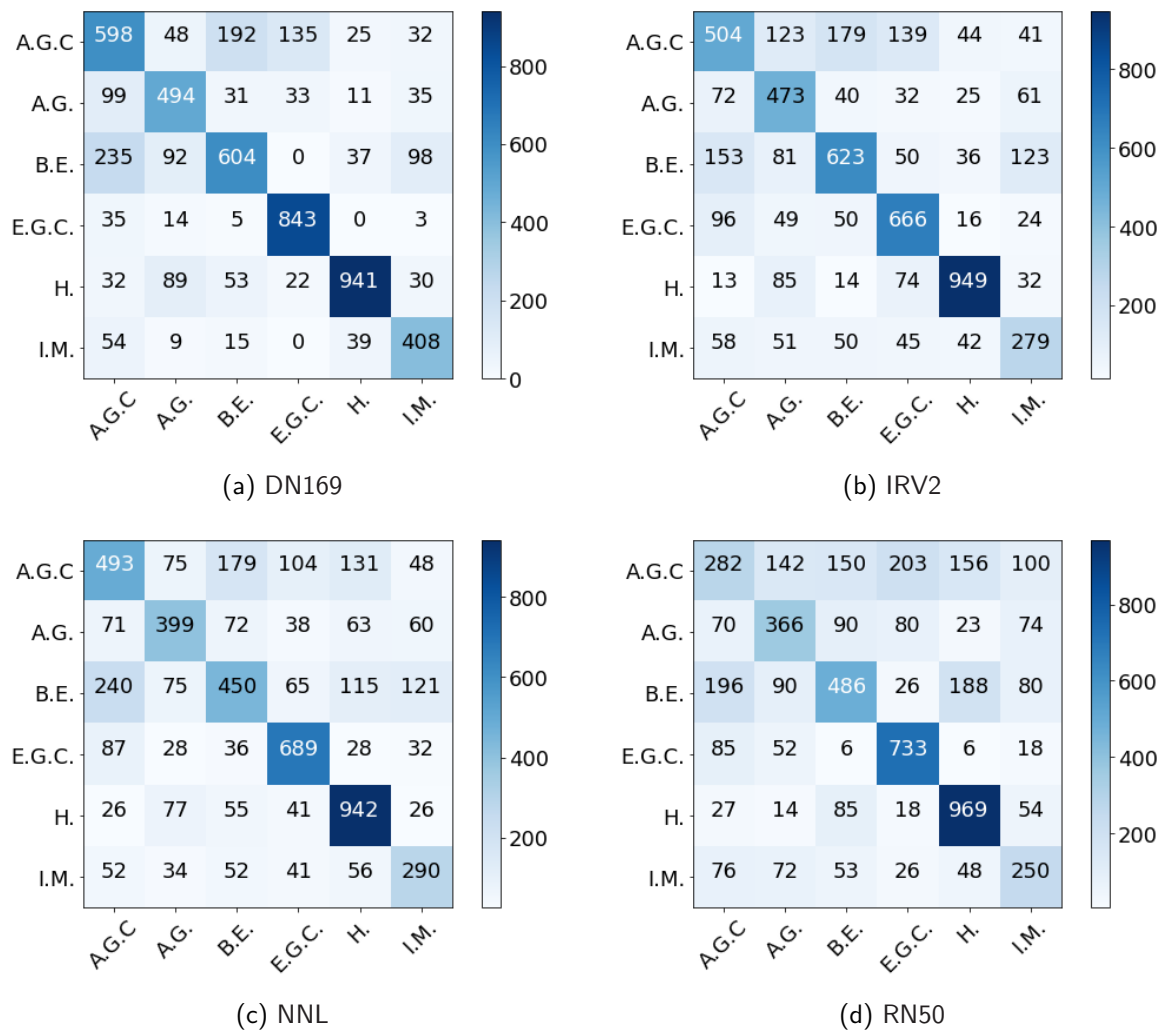 A.G.C 598 48 192 135 25 32
A.G. 99 494 31 33 11 35
B.E. 235 92 604 0 37 98
E.G.C. 35 14 5 843 0 3
H. 32 89 53 22 941 30
I.M. 54 9 15 0 39 408
A.G.C A.G. B.E. E.G.C. H. I.M.
800
600
400
200
0
(a) DN169
A.G.C 504 123 179 139 44 41
A.G. 72 473 40 32 25 61
B.E. 153 81 623 50 36 123
E.G.C. 96 49 50 666 16 24
H. 13 85 14 74 949 32
I.M. 58 51 50 45 42 279
A.G.C A.G. B.E. E.G.C. H. I.M.
800
600
400
200
(b) IRV2
A.G.C 493 75 179 104 131 48
A.G. 71 399 72 38 63 60
B.E. 240 75 450 65 115 121
E.G.C. 87 28 36 689 28 32
H. 26 77 55 41 942 26
I.M. 52 34 52 41 56 290
A.G.C A.G. B.E. E.G.C. H. I.M.
800
600
400
200
(c) NNL
A.G.C 282 142 150 203 156 100
A.G. 70 366 90 80 23 74
B.E. 196 90 486 26 188 80
E.G.C. 85 52 6 733 6 18
H. 27 14 85 18 969 54
I.M. 76 72 53 26 48 250
A.G.C A.G. B.E. E.G.C. H. I.M.
800
600
400
200
(d) RN50